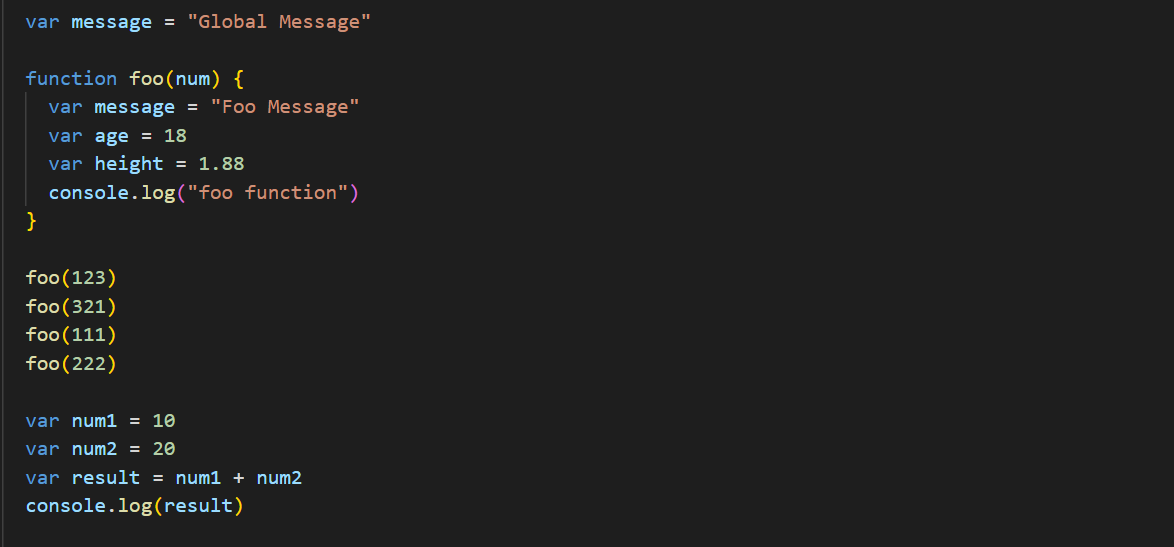 var message = "Global Message"
function foo(num) {
  var message = "Foo Message"
  var age = 18
  var height = 1.88
  console.log("foo function")
}
foo(123)
foo(321)
foo(111)
foo(222)
var num1 = 10
var num2 = 20
var result = num1 + num2
console.log(result)